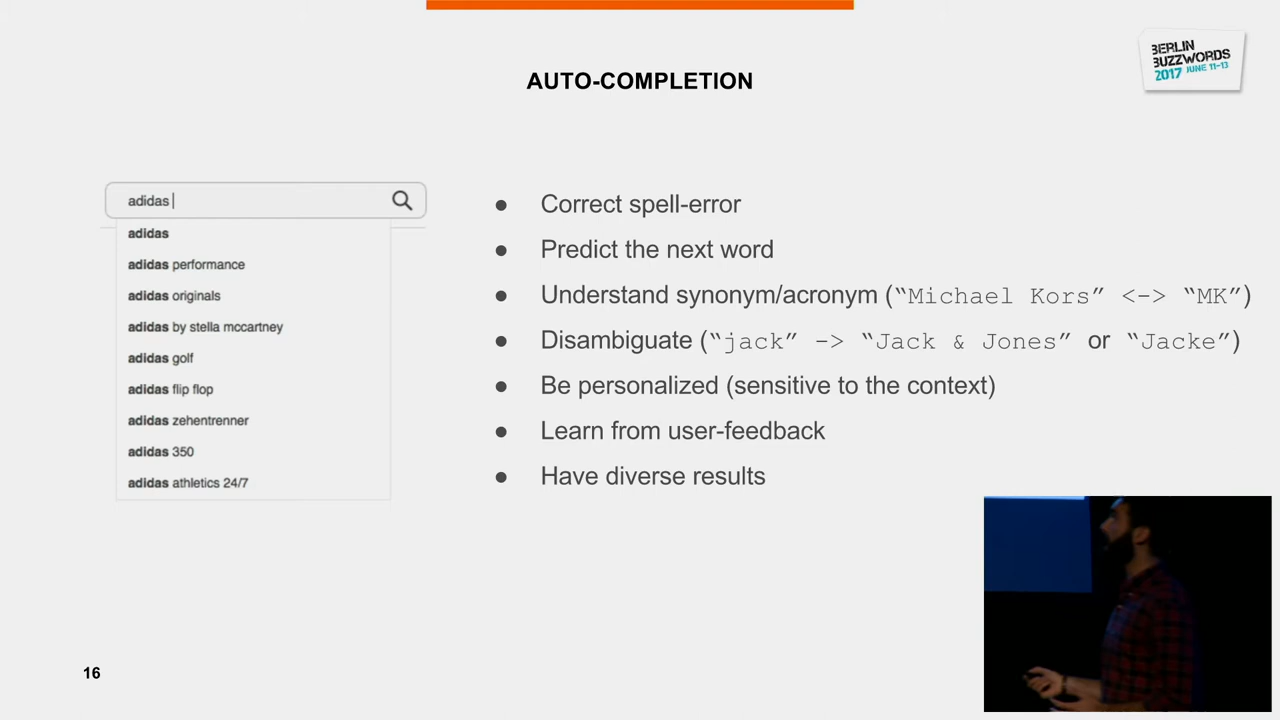 BERLIN
BUZZWORDS
2017 JUNE 11-13
AUTO-COMPLETION
adidas
adidas
adidas performance
adidas originals
adidas by stella mccartney
adidas golf
adidas flip flop
adidas zehentrenner
adidas 350
adidas athletics 24/7
● Correct spell-error
● Predict the next word
● Understand synonym/acronym (“Michael Kors” <-> “MK”)
● Disambiguate (“jack” -> “Jack & Jones” or “Jacke”)
● Be personalized (sensitive to the context)
● Learn from user-feedback
● Have diverse results
16